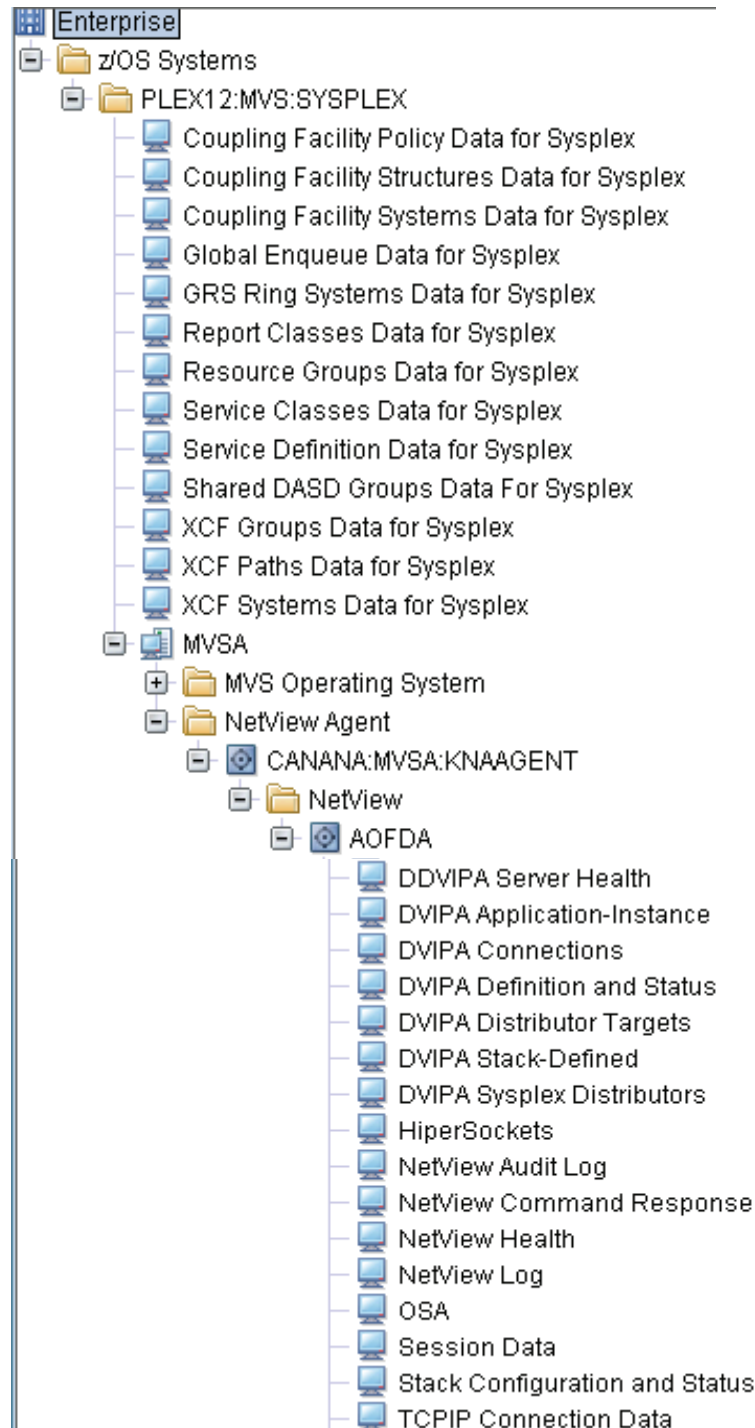 Enterprise
z/OS Systems
PLEX12:MVS:SYSPLEX
Coupling Facility Policy Data for Sysplex
Coupling Facility Structures Data for Sysplex
Coupling Facility Systems Data for Sysplex
Global Enqueue Data for Sysplex
GRS Ring Systems Data for Sysplex
Report Classes Data for Sysplex
Resource Groups Data for Sysplex
Service Classes Data for Sysplex
Service Definition Data for Sysplex
Shared DASD Groups Data For Sysplex
XCF Groups Data for Sysplex
XCF Paths Data for Sysplex
XCF Systems Data for Sysplex
MVSA
MVS Operating System
NetView Agent
CANANA:MVSA:KNAAGENT
NetView
AOFDA
DDVIPA Server Health
DVIPA Application-Instance
DVIPA Connections
DVIPA Definition and Status
DVIPA Distributor Targets
DVIPA Stack-Defined
DVIPA Sysplex Distributors
HiperSockets
NetView Audit Log
NetView Command Response
NetView Health
NetView Log
OSA
Session Data
Stack Configuration and Status
TCPIP Connection Data